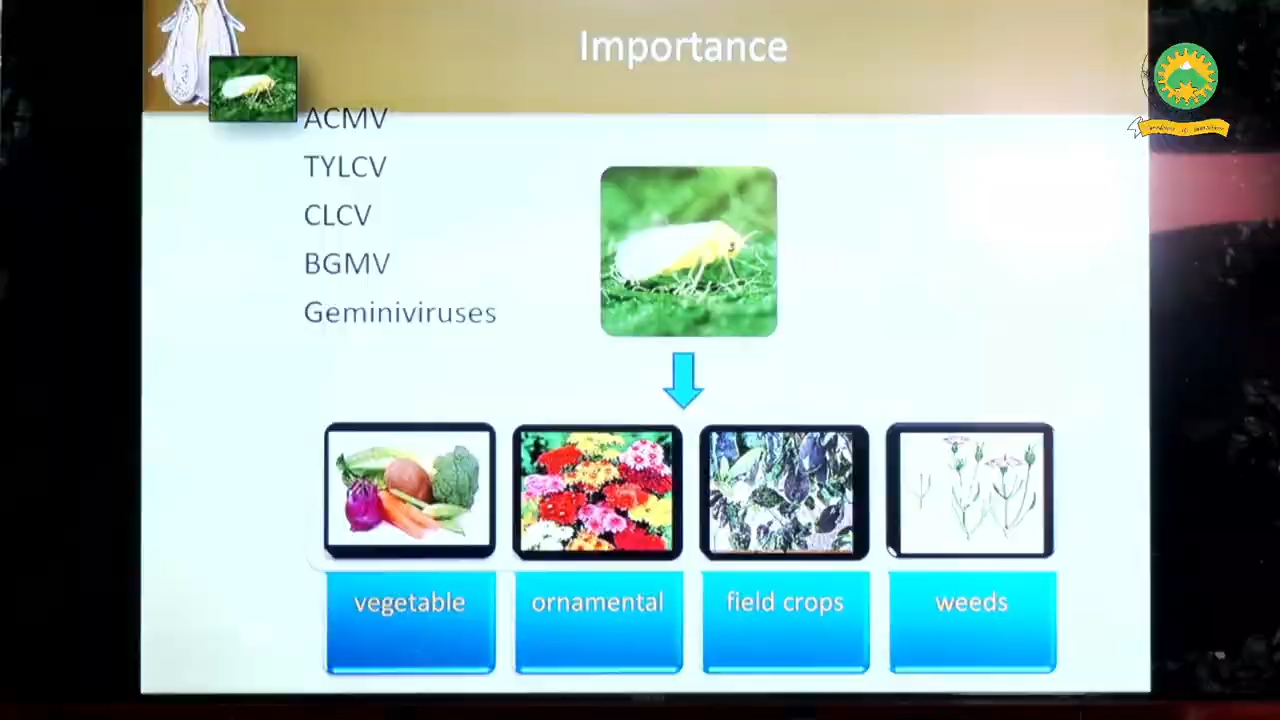 Importance
ACMV
TYLCV
CLCV
BGMV
Geminiviruses
vegetable
ornamental
field crops
weeds